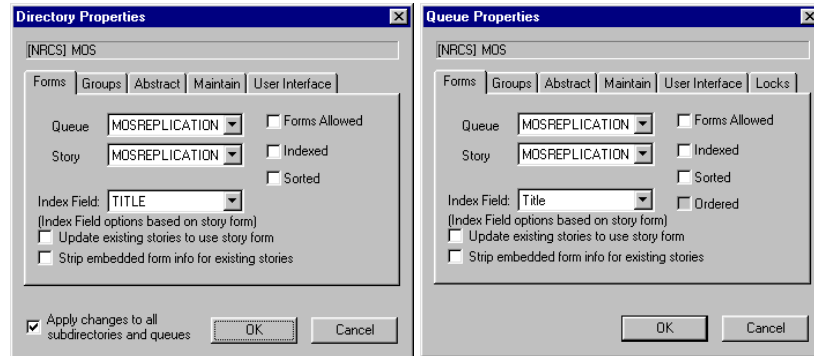 Directory Properties
[NRCS] MOS
Forms Groups Abstract Maintain User Interface
Queue MOSREPLICATION Forms Allowed
Story MOSREPLICATION Indexed
Sorted
Index Field: TITLE
(Index Field options based on story form)
Update existing stories to use story form
Strip embedded form info for existing stories
Apply changes to all
subdirectories and queues
OK Cancel
Queue Properties
[NRCS] MOS
Forms Groups Abstract Maintain User Interface Locks
Queue MOSREPLICATION Forms Allowed
Story MOSREPLICATION Indexed
Sorted
Index Field: Title Ordered
(Index Field options based on story form)
Update existing stories to use story form
Strip embedded form info for existing stories
OK Cancel